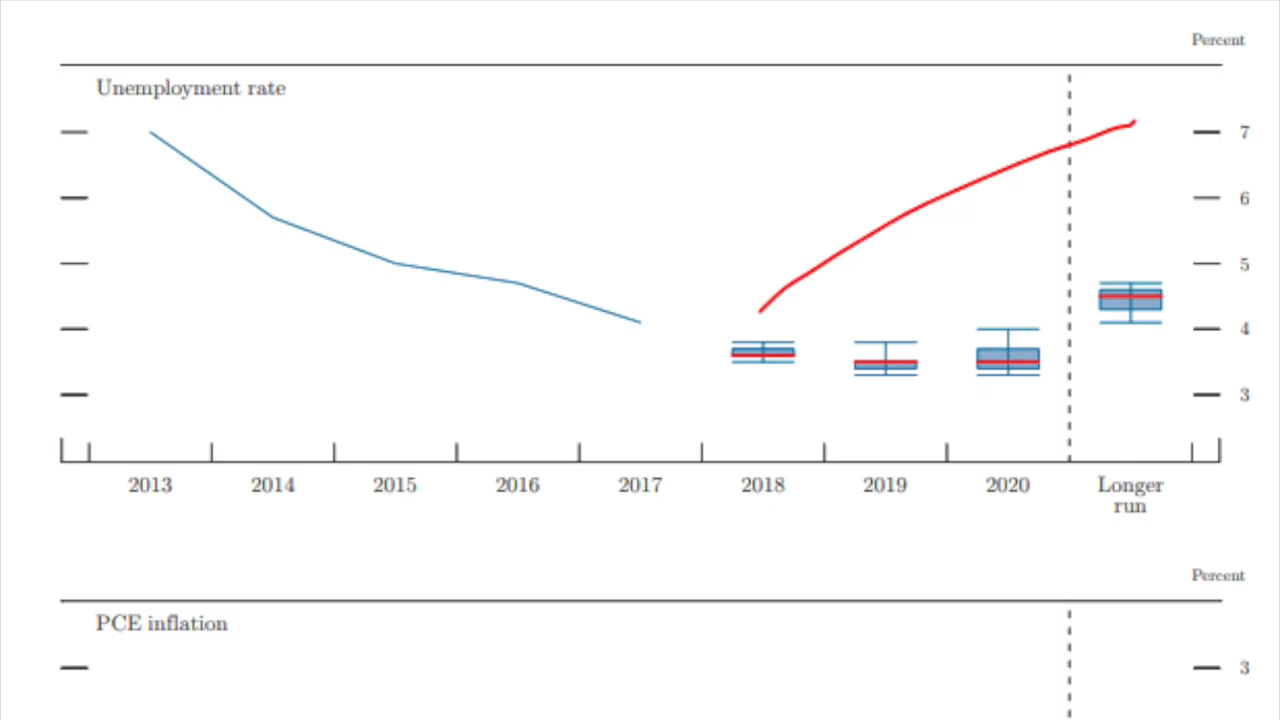 Percent
Unemployment rate
7
6
5
4
3
2013 2014 2015 2016 2017 2018 2019 2020 Longer
run
Percent
PCE inflation
3